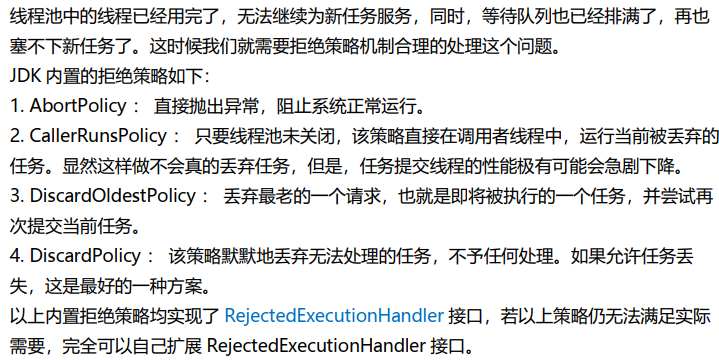 线程池中的线程已经用完了，无法继续为新任务服务，同时，等待队列也已经排满了，再也
塞不下新任务了。这时候我们就需要拒绝策略机制合理的处理这个问题。
JDK 内置的拒绝策略如下：
1. AbortPolicy ： 直接抛出异常，阻止系统正常运行。
2. CallerRunsPolicy ： 只要线程池未关闭，该策略直接在调用者线程中，运行当前被丢弃的
任务。显然这样做不会真的丢弃任务，但是，任务提交线程的性能极有可能会急剧下降。
3. DiscardOldestPolicy ： 丢弃最老的一个请求，也就是即将被执行的一个任务，并尝试再
次提交当前任务。
4. DiscardPolicy ： 该策略默默地丢弃无法处理的任务，不予任何处理。如果允许任务丢
失，这是最好的一种方案。
以上内置拒绝策略均实现了 RejectedExecutionHandler 接口，若以上策略仍无法满足实际
需要，完全可以自己扩展 RejectedExecutionHandler 接口。